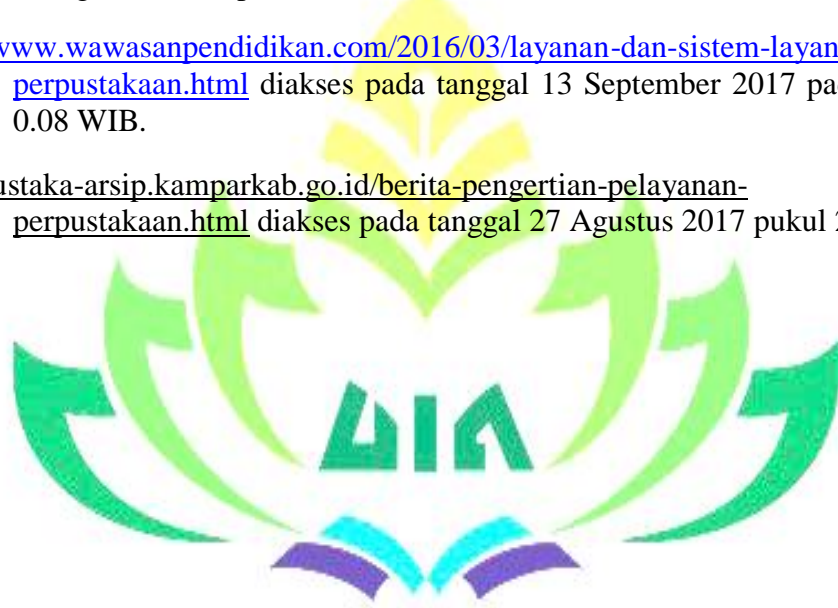 www.wawasanpendidikan.com/2016/03/layanan-dan-sistem-layan
perpustakaan.html diakses pada tanggal 13 September 2017 pa
0.08 WIB.
ustaka-arsip.kamparkab.go.id/berita-pengertian-pelayanan-
perpustakaan.html diakses pada tanggal 27 Agustus 2017 pukul 2
UIN